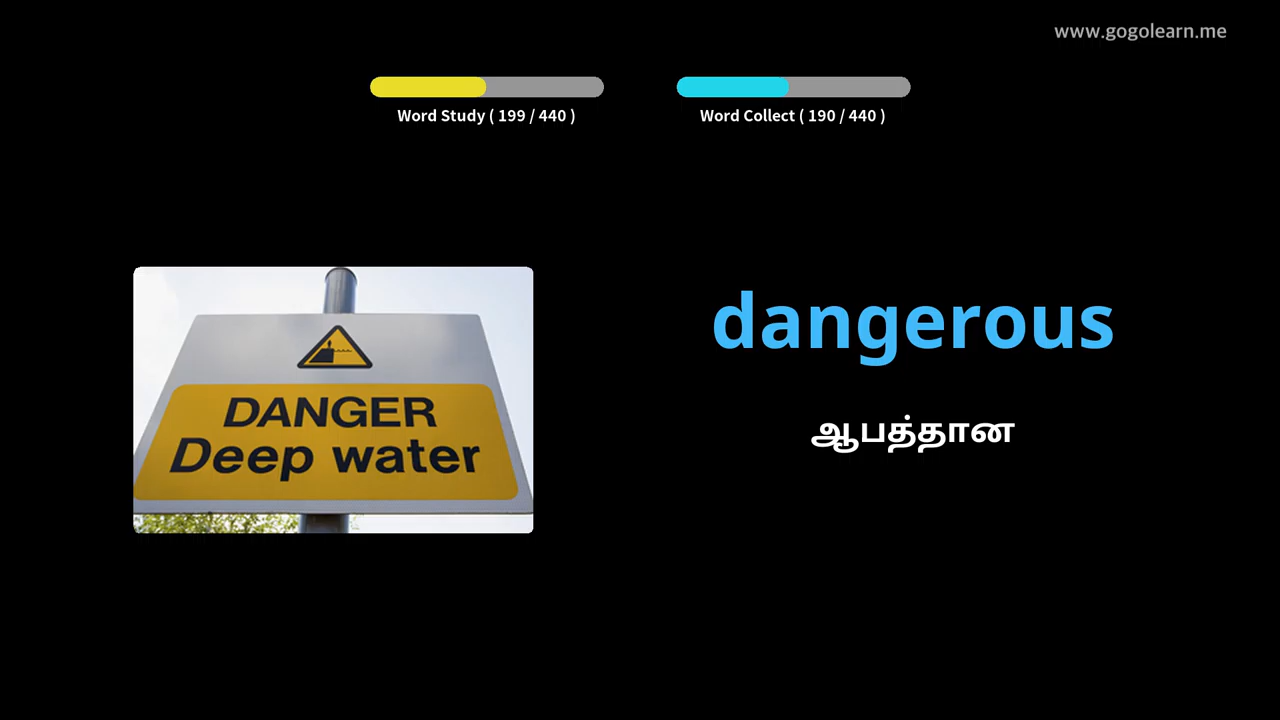 www.gogolearn.me
Word Study ( 199 / 440 )
Word Collect ( 190 / 440 )
DANGER
Deep water
dangerous
ஆபத்தான